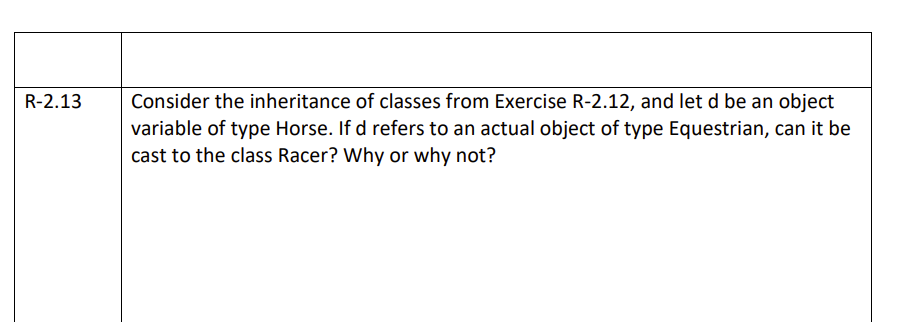 R-2.13
Consider the inheritance of classes from Exercise R-2.12, and let d be an object
variable of type Horse. If d refers to an actual object of type Equestrian, can it be
cast to the class Racer? Why or why not?